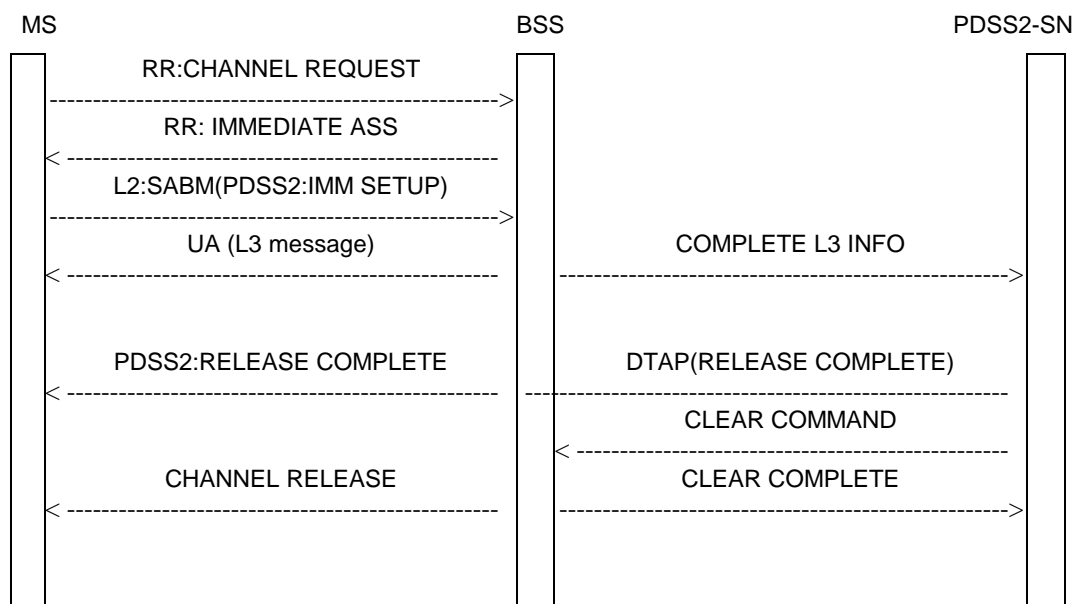 MS BSS PDSS2-SN
RR:CHANNEL REQUEST
RR: IMMEDIATE ASS
L2:SABM(PDSS2:IMM SETUP)
UA (L3 message) COMPLETE L3 INFO
PDSS2:RELEASE COMPLETE DTAP(RELEASE COMPLETE)
CLEAR COMMAND
CHANNEL RELEASE CLEAR COMPLETE